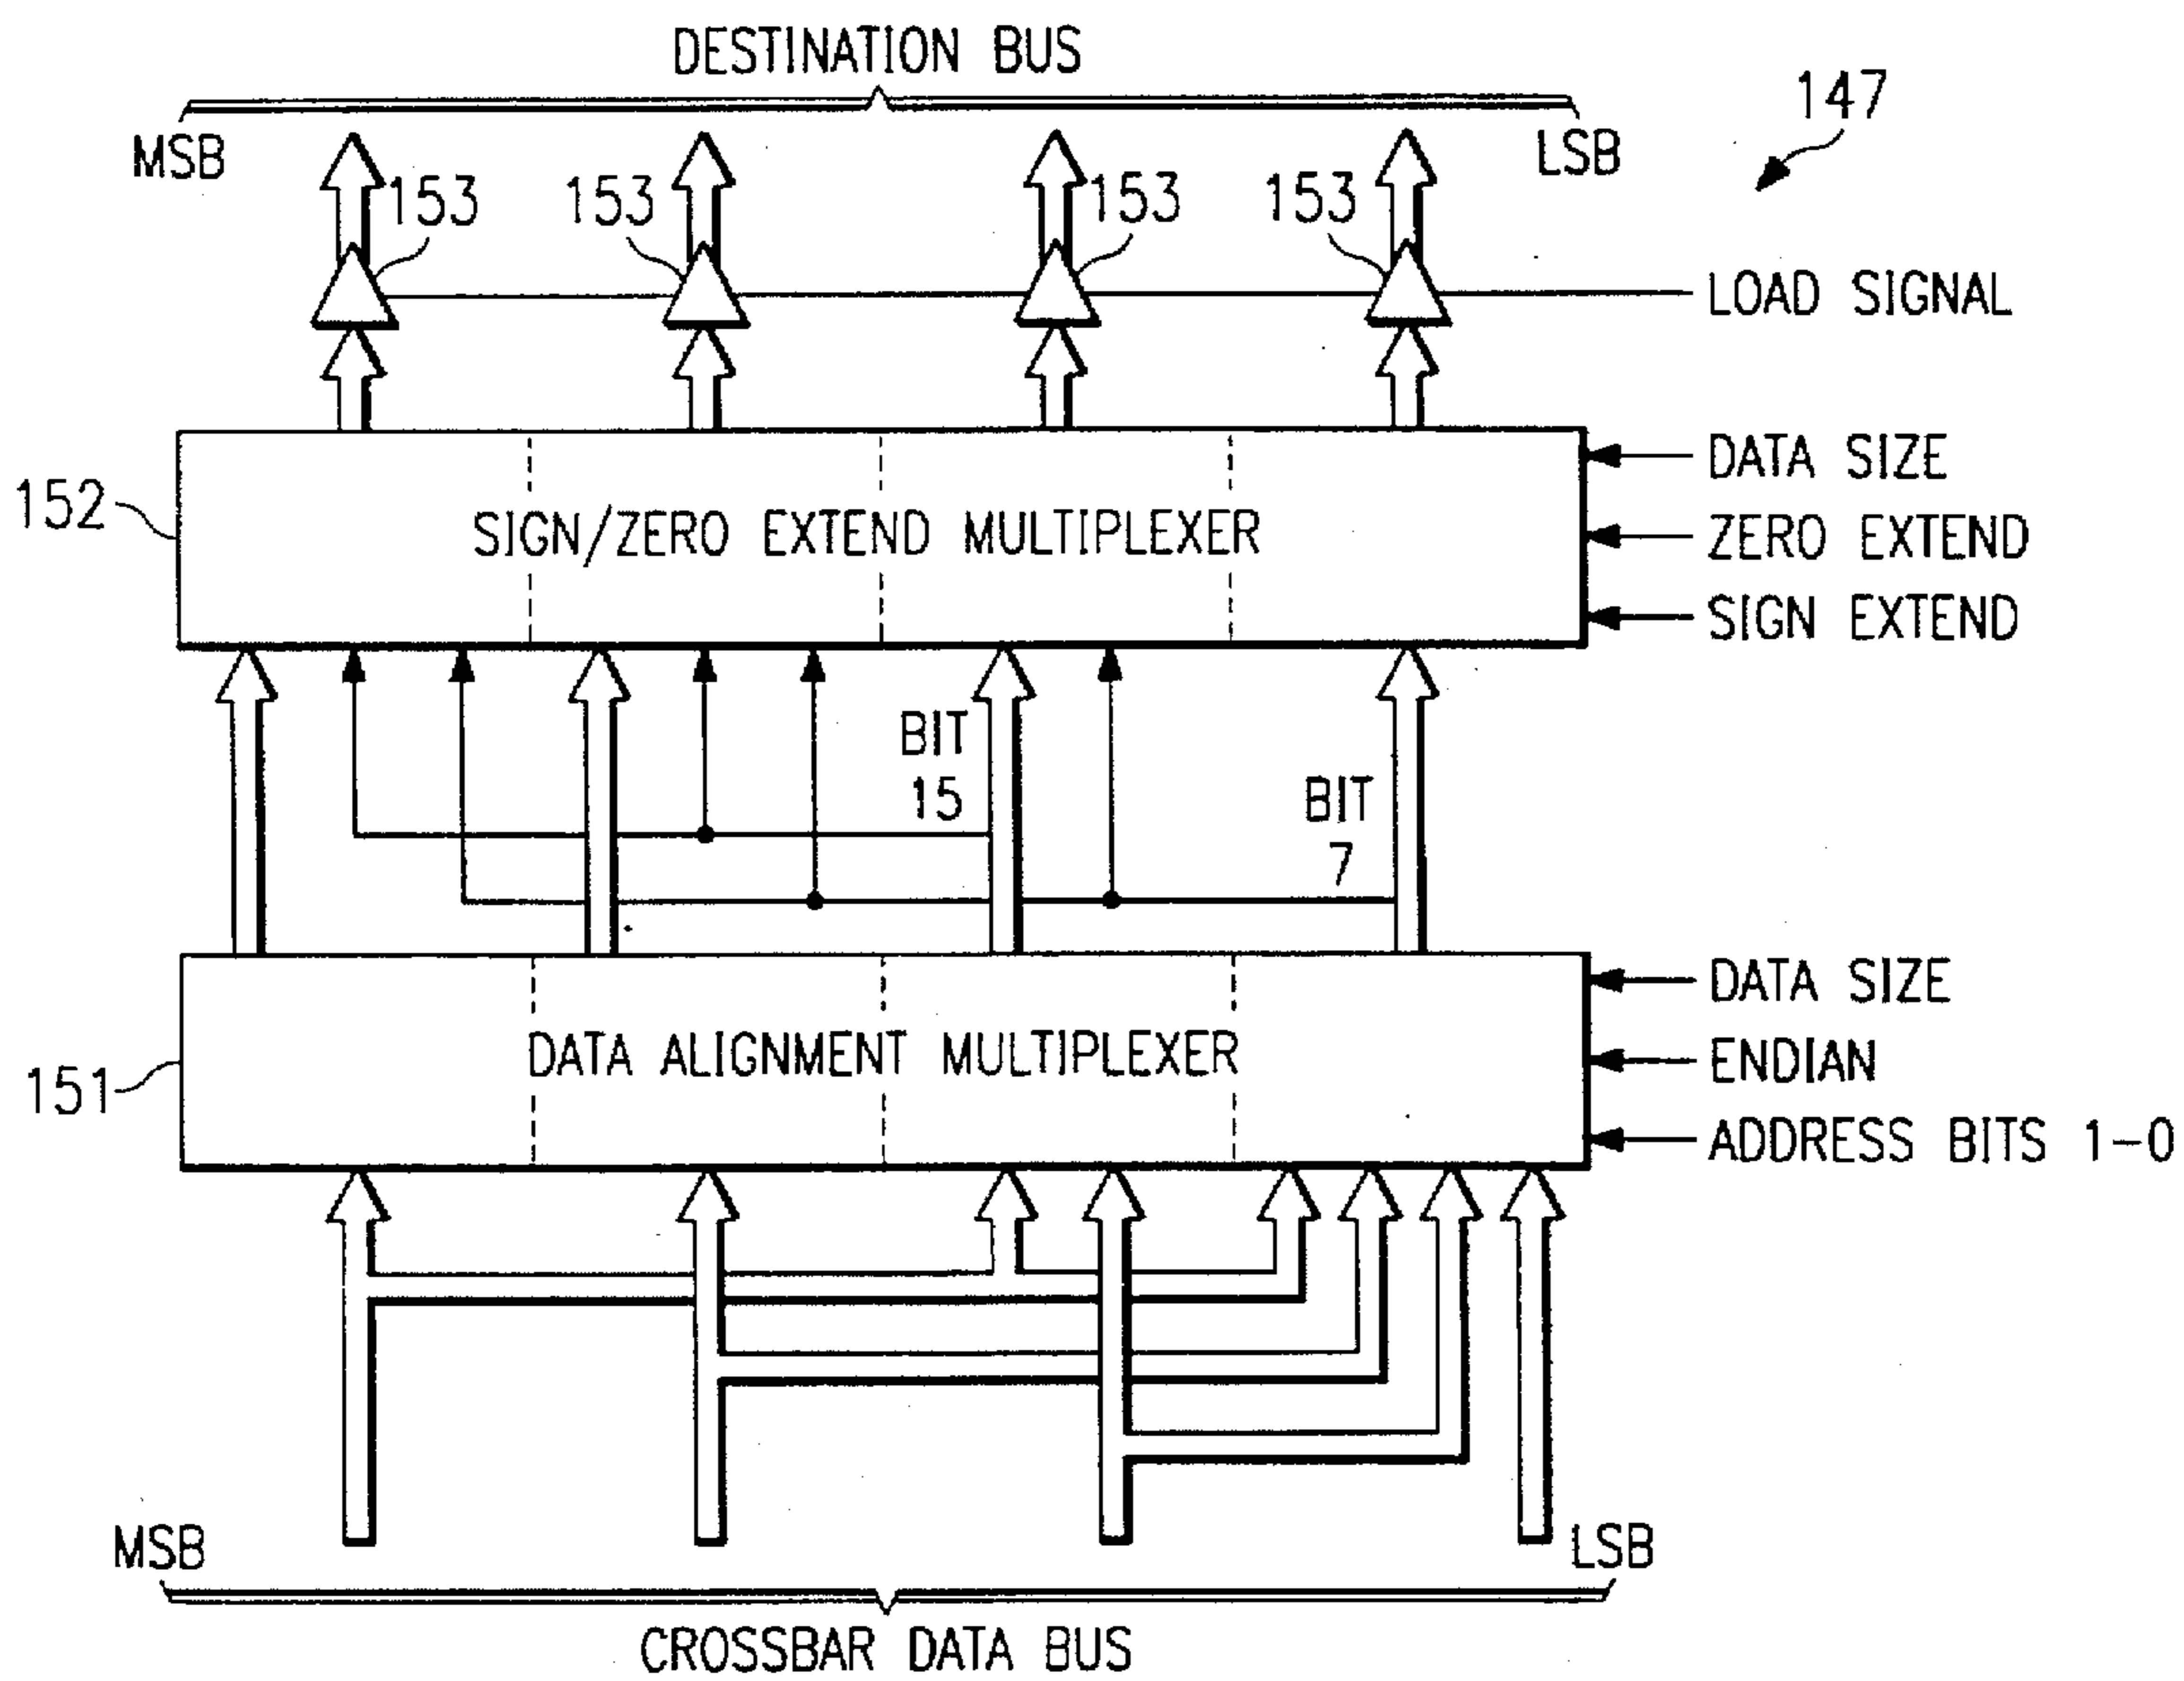 DESTINATION BUS
147
MSB
LSB
153
153
153
153
LOAD SIGNAL
152
SIGN/ZERO EXTEND MULTIPLEXER
DATA SIZE
ZERO EXTEND
SIGN EXTEND
BIT
15
BIT
7
151
DATA ALIGNMENT MULTIPLEXER
DATA SIZE
ENDIAN
ADDRESS BITS 1-0
MSB
LSB
CROSSBAR DATA BUS